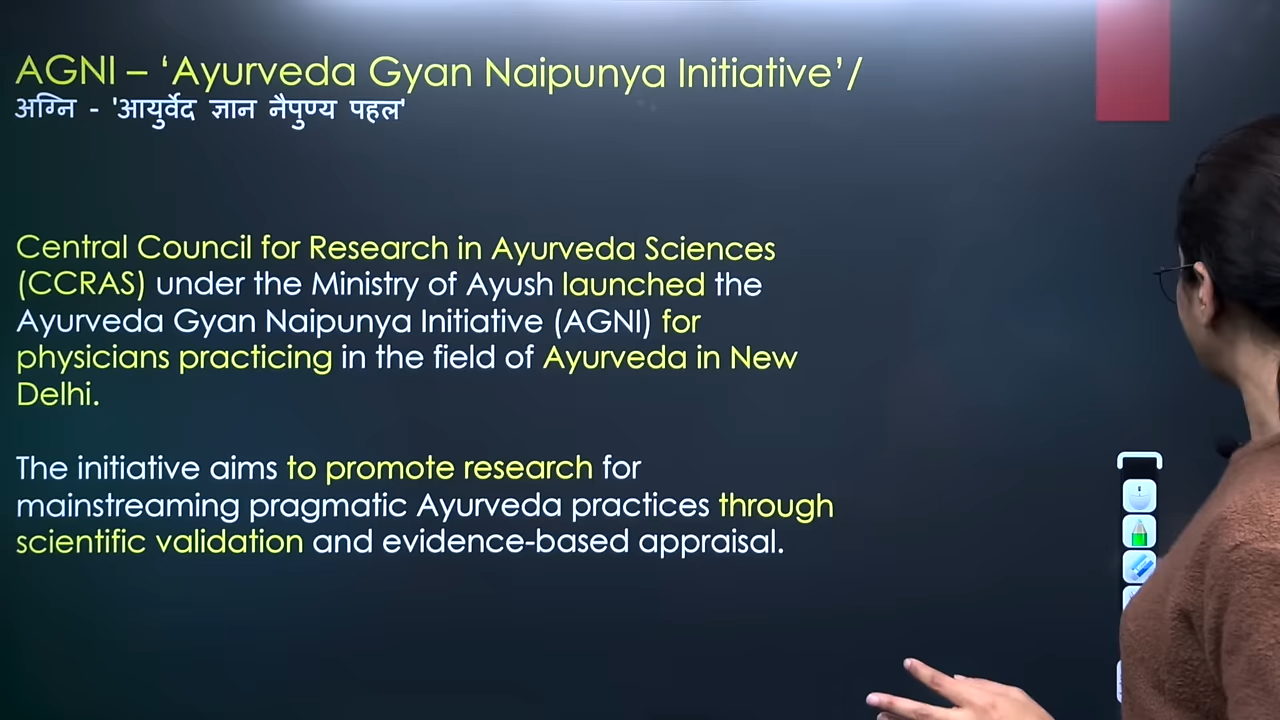 AGNI – ‘Ayurveda Gyan Naipunya Initiative’/
अग्नि - 'आयुर्वेद ज्ञान नैपुण्य पहल'
Central Council for Research in Ayurveda Sciences
(CCRAS) under the Ministry of Ayush launched the
Ayurveda Gyan Naipunya Initiative (AGNI) for
physicians practicing in the field of Ayurveda in New
Delhi.
The initiative aims to promote research for
mainstreaming pragmatic Ayurveda practices through
scientific validation and evidence-based appraisal.